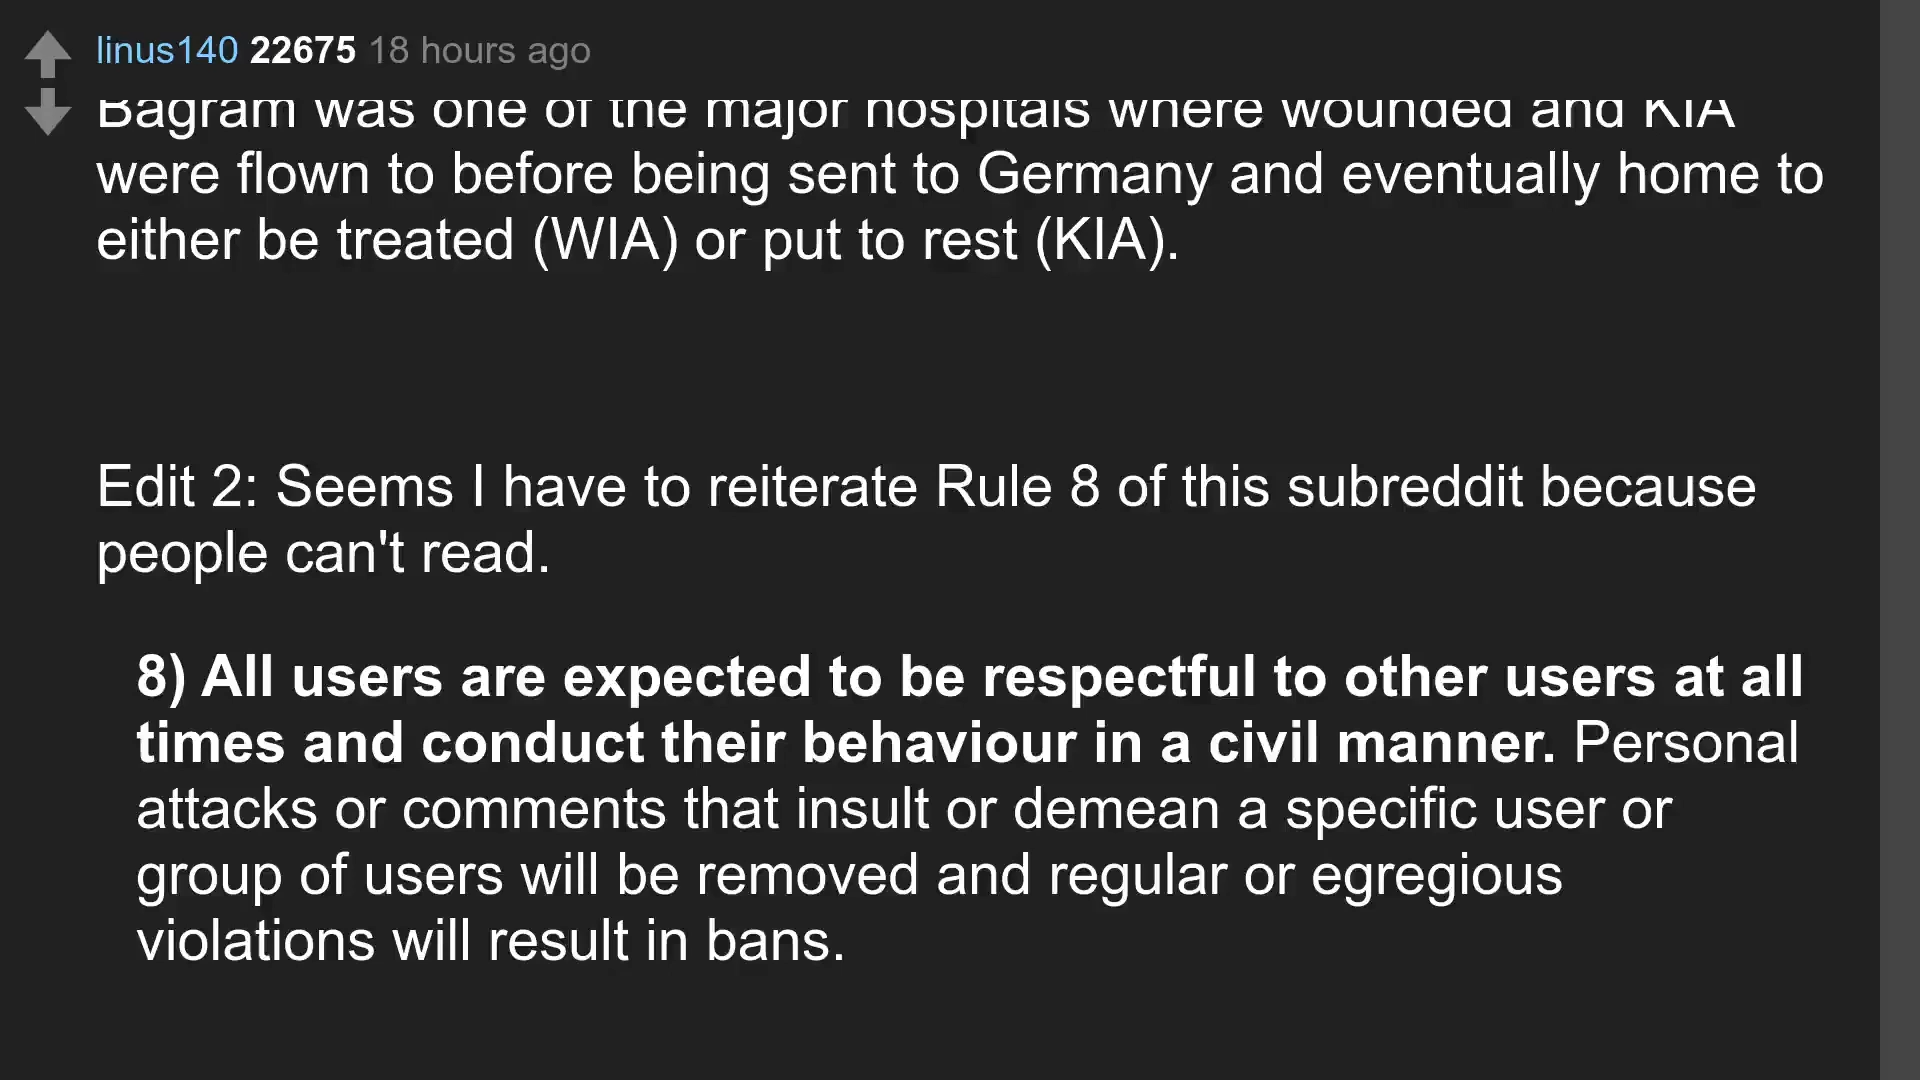 linus140 22675 18 hours ago
Bagram was one of the major hospitals where wounded and KIA
were flown to before being sent to Germany and eventually home to
either be treated (WIA) or put to rest (KIA).
Edit 2: Seems I have to reiterate Rule 8 of this subreddit because
people can't read.
8) All users are expected to be respectful to other users at all
times and conduct their behaviour in a civil manner. Personal
attacks or comments that insult or demean a specific user or
group of users will be removed and regular or egregious
violations will result in bans.